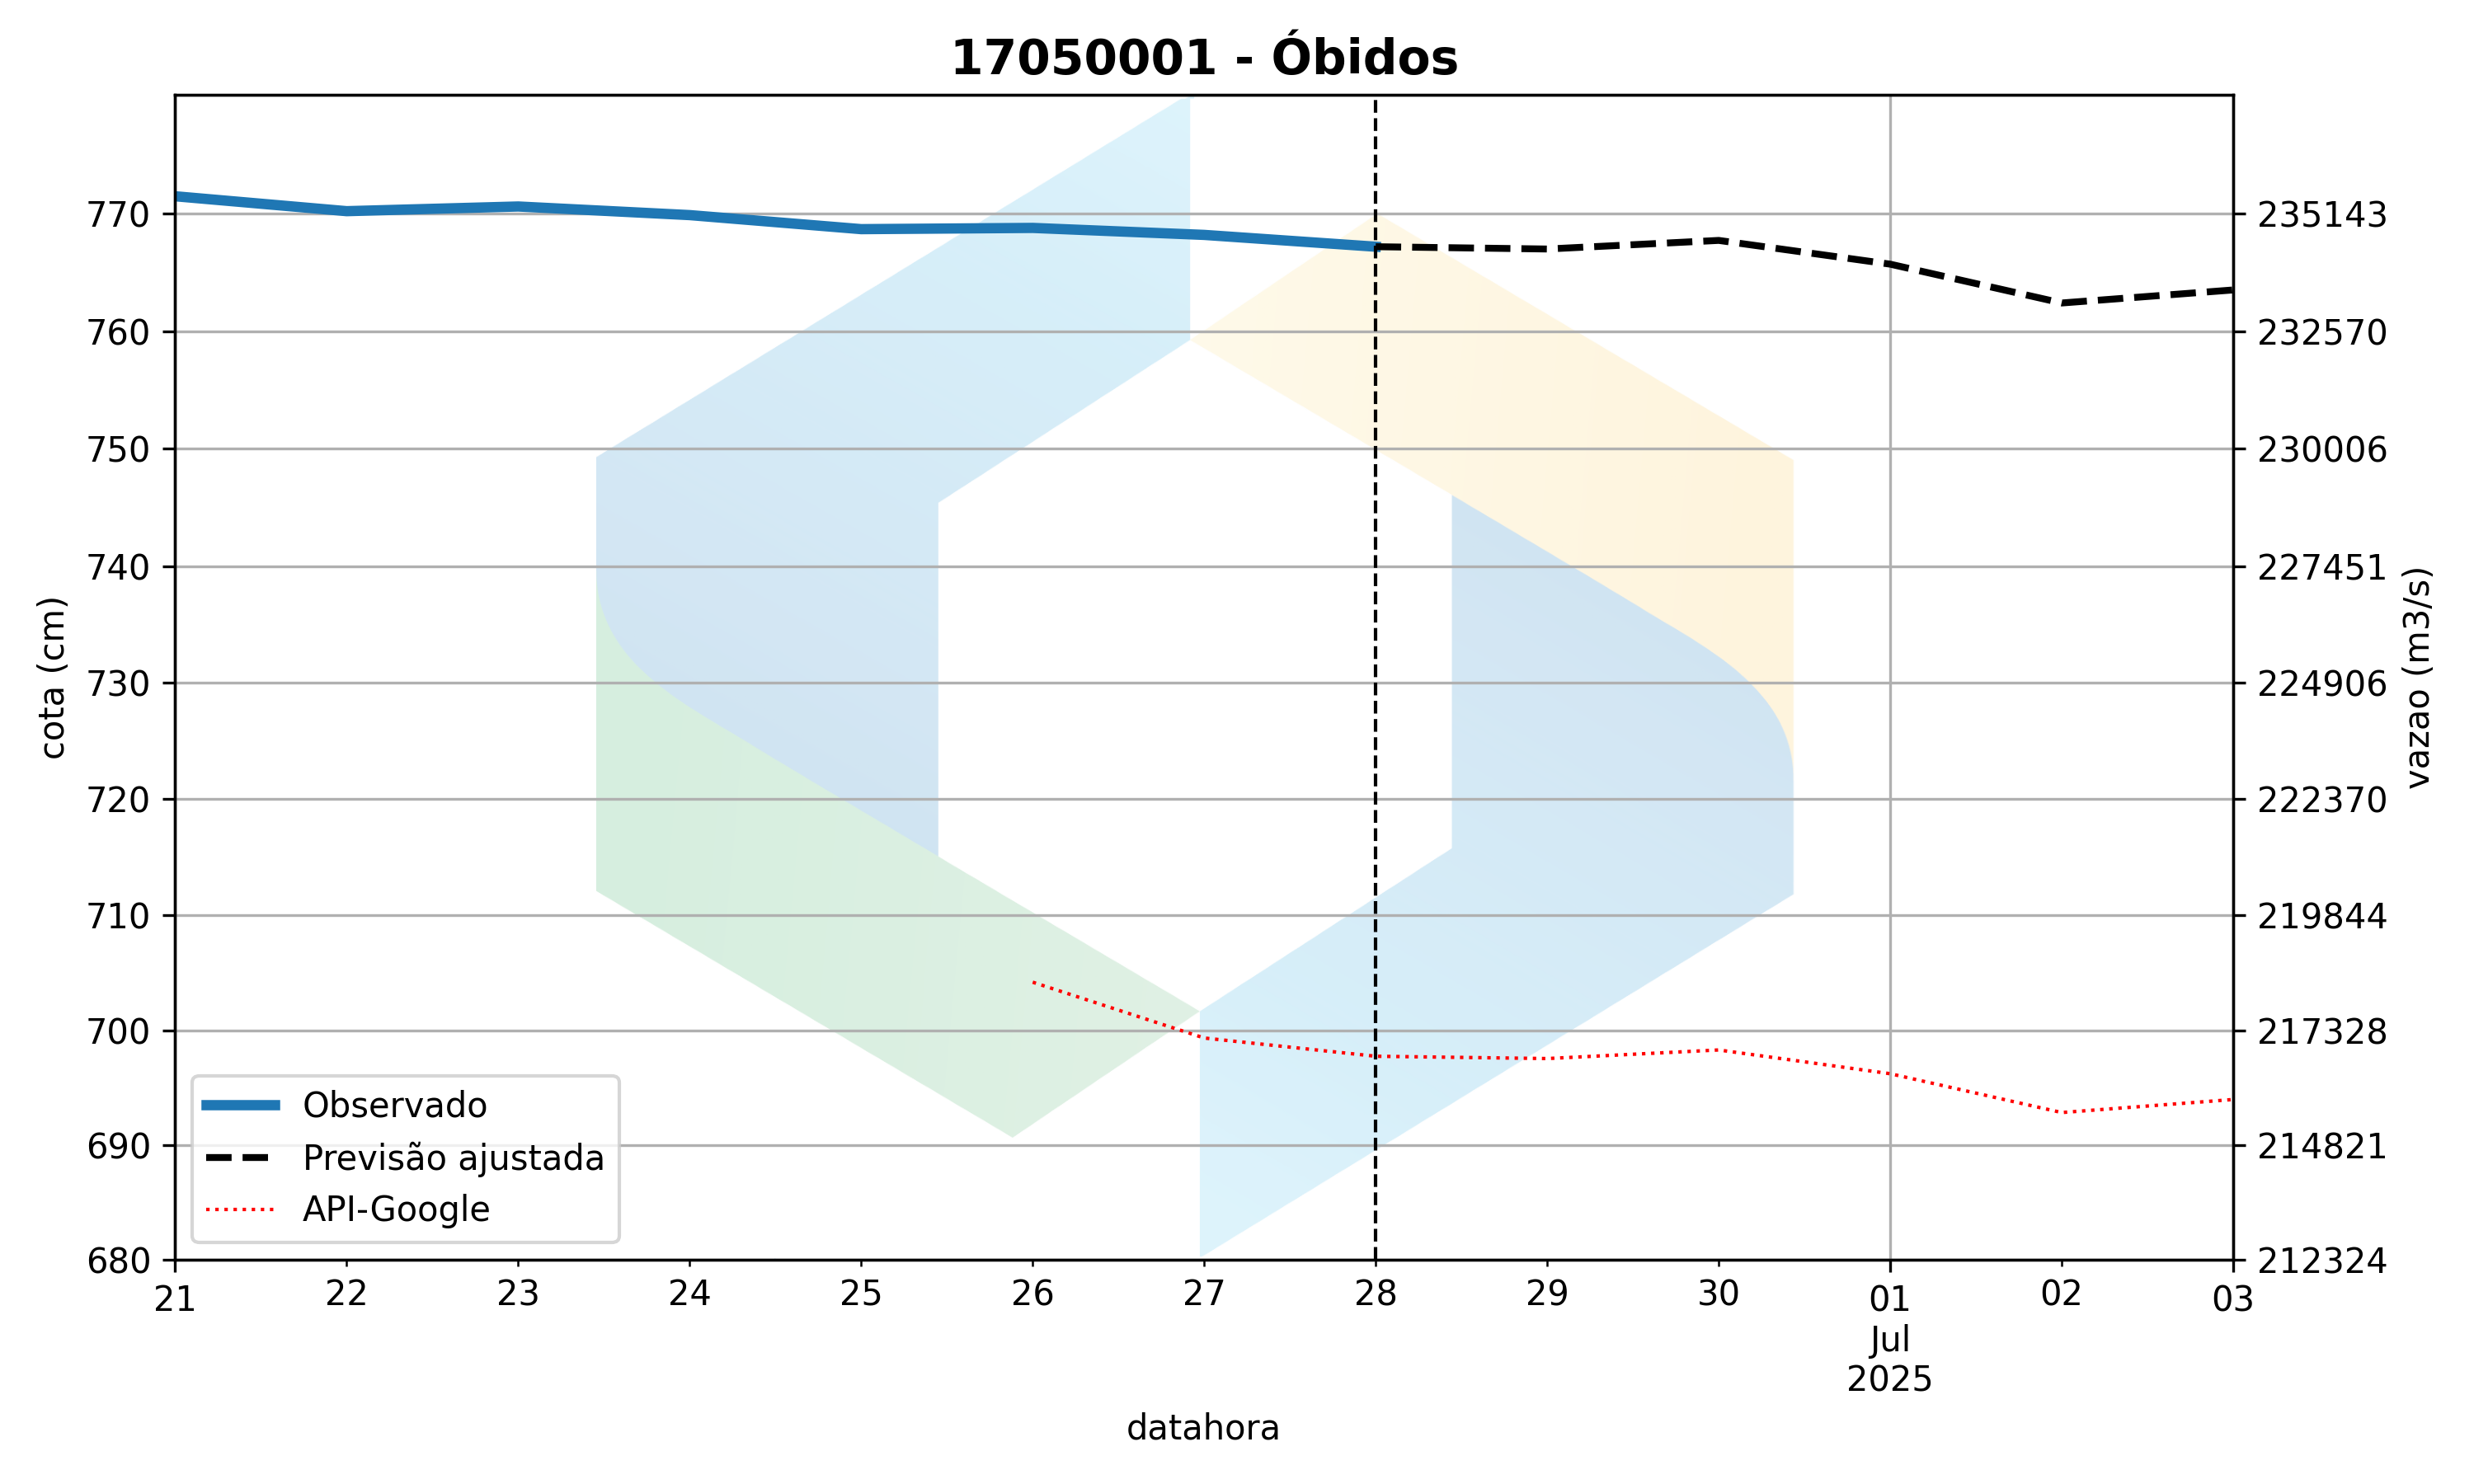 17050001 - Óbidos
770
760
750
740
730
720
710
700
690
680
cota (cm)
235143
232570
230006
227451
224906
222370
219844
217328
214821
212324
vazao (m3/s)
Observado
Previsão ajustada
API-Google
21 22 23 24 25 26 27 28 29 30 01 02 03
Jul
2025
datahora